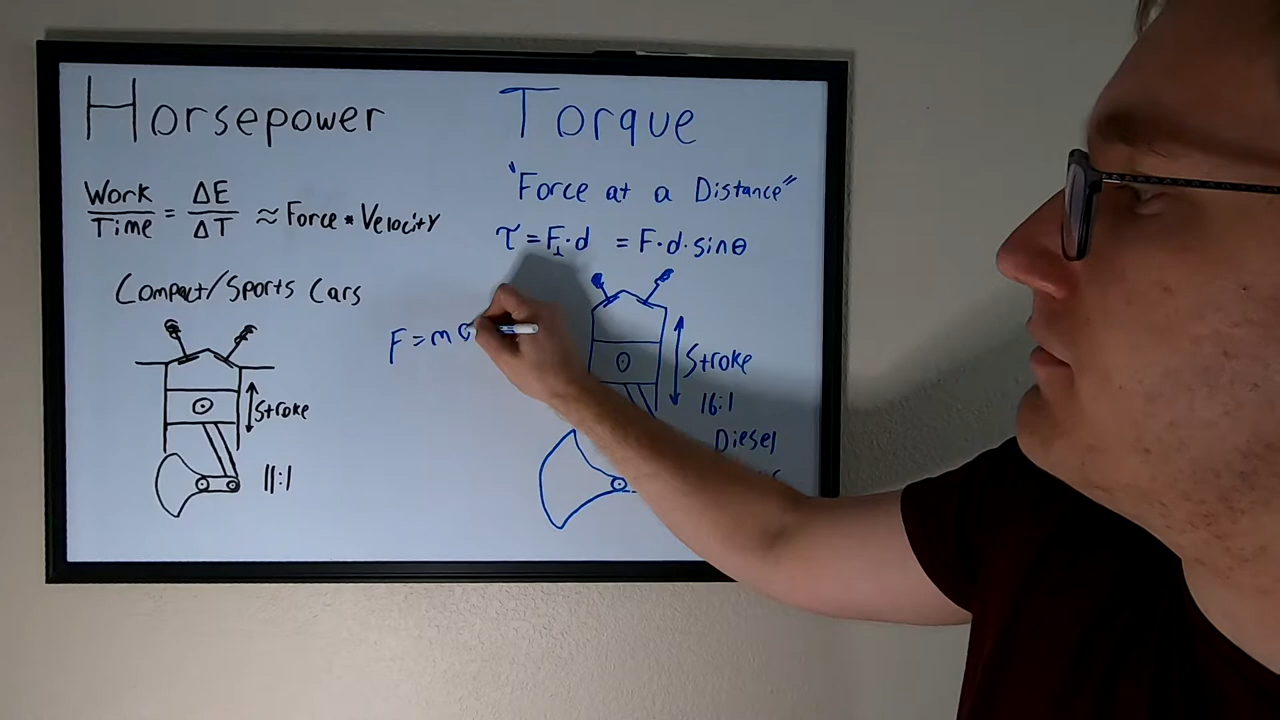 Horsepower
Work/Time = ΔE/ΔT ≈ Force * Velocity
Compact/Sports Cars
Stroke
11:1
F=m
Torque
"Force at a Distance"
τ=F⊥·d = F·d·sinθ
Stroke
16:1
Diesel